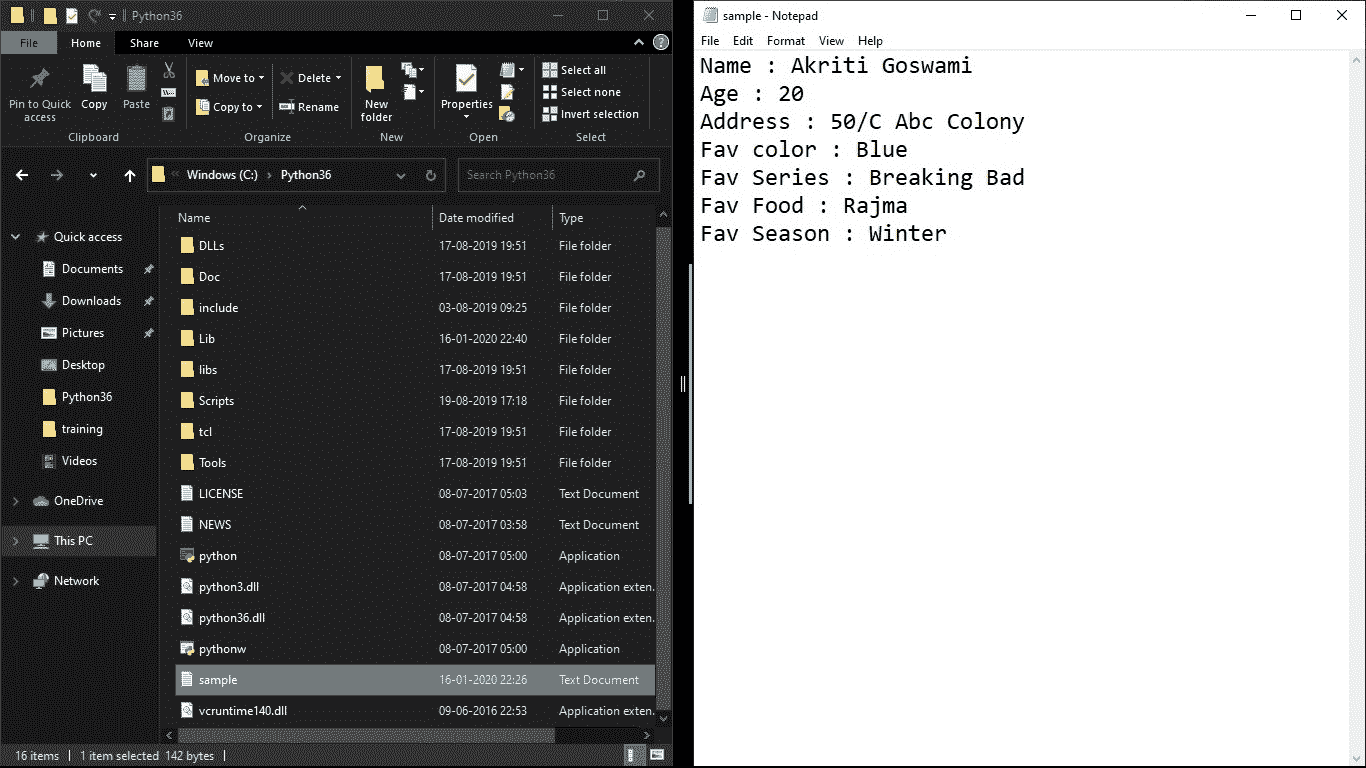 Python36
File Home Share View
Pin to Quick access
Copy
Paste
Clipboard
Move to
Copy to
Delete
Rename
Organize
New folder
New
Properties
Open
Select all
Select none
Invert selection
Select
Windows (C:) Python36
Search Python36
Quick access
Documents
Downloads
Pictures
Desktop
Python36
training
Videos
OneDrive
This PC
Network
Name Date modified Type
DLLs 17-08-2019 19:51 File folder
Doc 17-08-2019 19:51 File folder
include 03-08-2019 09:25 File folder
Lib 16-01-2020 22:40 File folder
libs 17-08-2019 19:51 File folder
Scripts 19-08-2019 17:18 File folder
tcl 17-08-2019 19:51 File folder
Tools 17-08-2019 19:51 File folder
LICENSE 08-07-2017 05:03 Text Document
NEWS 08-07-2017 03:58 Text Document
python 08-07-2017 05:00 Application
python3.dll 08-07-2017 04:58 Application exten.
python36.dll 08-07-2017 04:58 Application exten.
pythonw 08-07-2017 05:00 Application
sample 16-01-2020 22:26 Text Document
vcruntime140.dll 09-06-2016 22:53 Application exten.
16 items 1 item selected 142 bytes
sample - Notepad
File Edit Format View Help
Name : Akriti Goswami
Age : 20
Address : 50/C Abc Colony
Fav color : Blue
Fav Series : Breaking Bad
Fav Food : Rajma
Fav Season : Winter